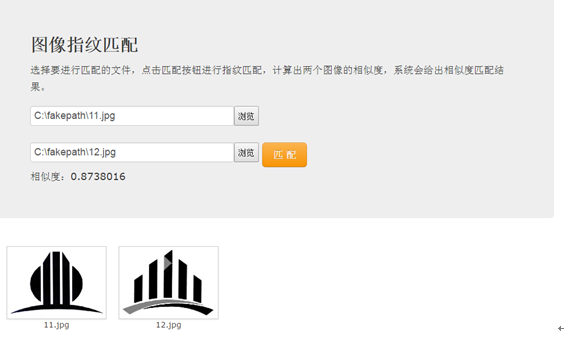 图像指纹匹配
选择要进行匹配的文件，点击匹配按钮进行指纹匹配，计算出两个图像的相似度，系统会给出相似度匹配结
果。
C:\fakepath\11.jpg 浏览
C:\fakepath\12.jpg 浏览 匹 配
相似度：0.8738016
11.jpg 12.jpg